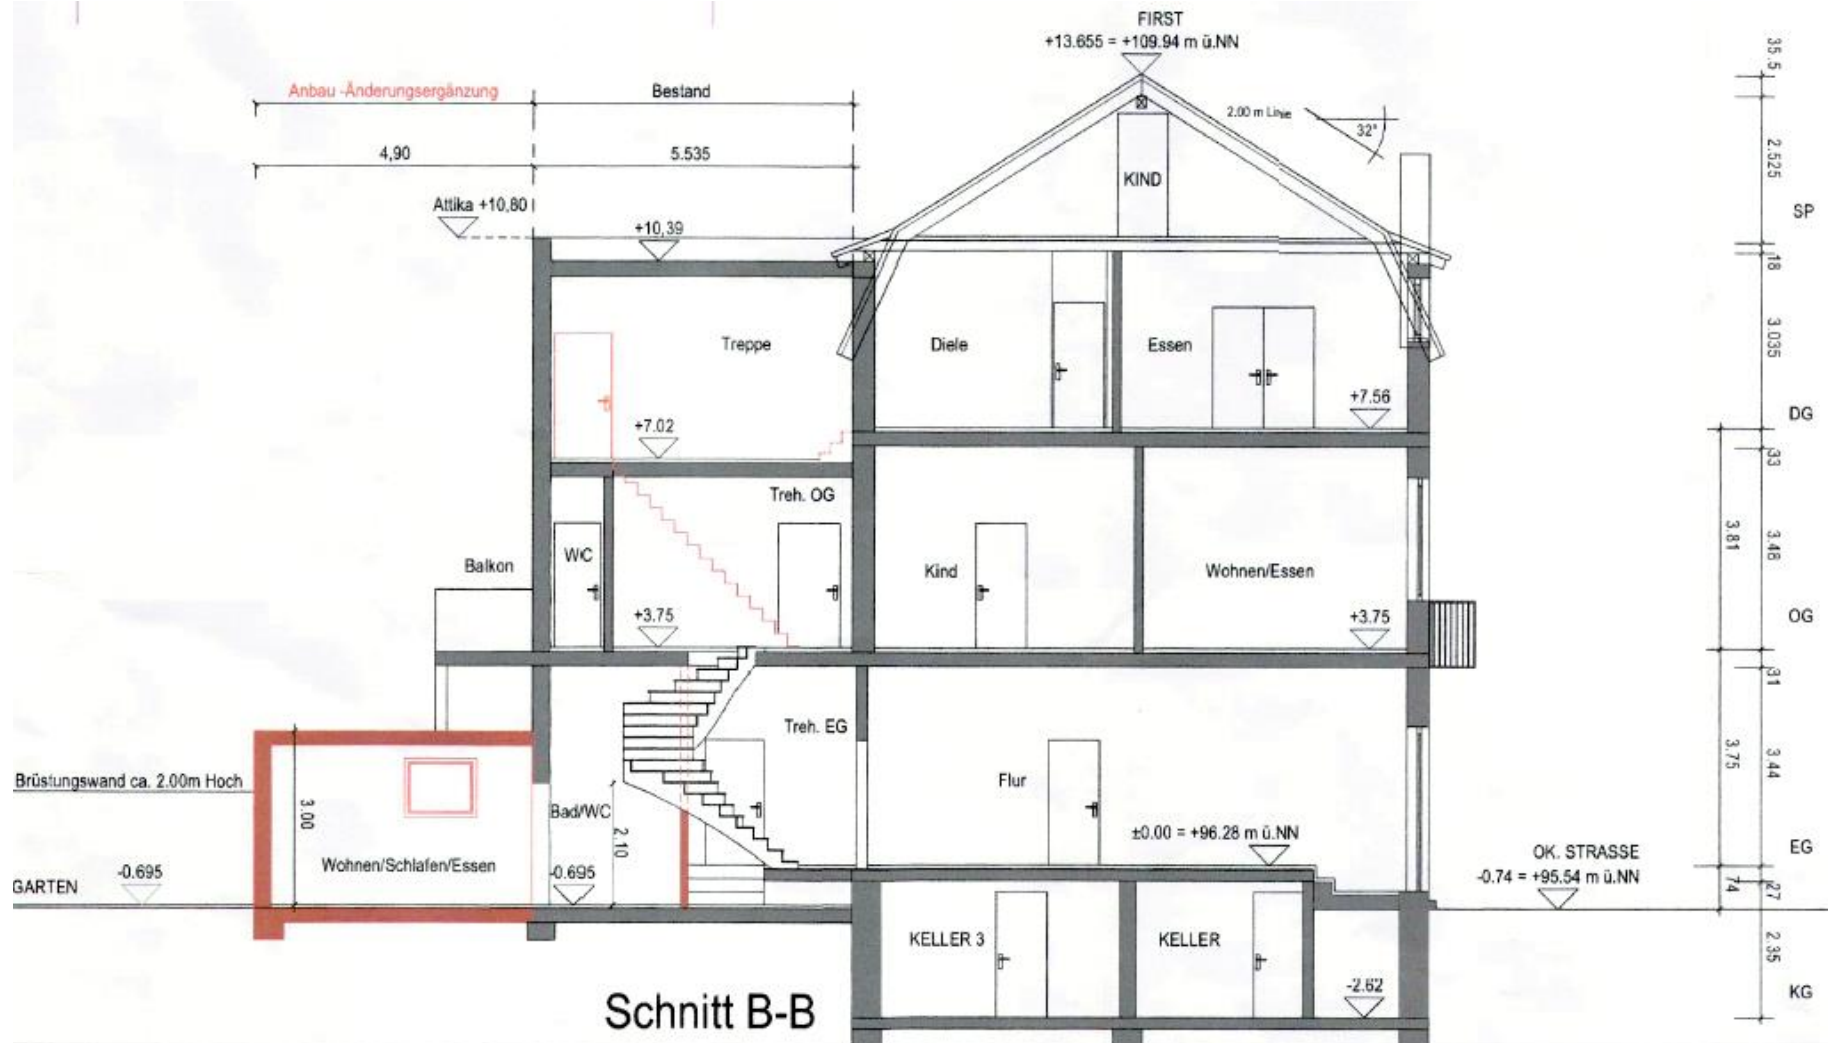 FIRST
+13.655 = +109.94 m ü.NN
Anbau -Änderungsergänzung
Bestand
4,90
5.535
2.00 m Linie
32°
KIND
Attika +10,80
+10,39
Treppe
Diele
Essen
+7.02
+7.56
Treh. OG
WC
Balkon
Kind
Wohnen/Essen
+3.75
+3.75
Treh. EG
Flur
Brüstungswand ca. 2.00m Hoch
3.00
Bad/WC
2.10
±0.00 = +96.28 m ü.NN
Wohnen/Schlafen/Essen
-0.695
-0.695
GARTEN
OK. STRASSE
-0.74 = +95.54 m ü.NN
KELLER 3
KELLER
-2.62
Schnitt B-B
35.5
2.525
SP
18
3.035
DG
33
3.81
3.48
OG
31
3.75
3.44
EG
74
27
2.35
KG